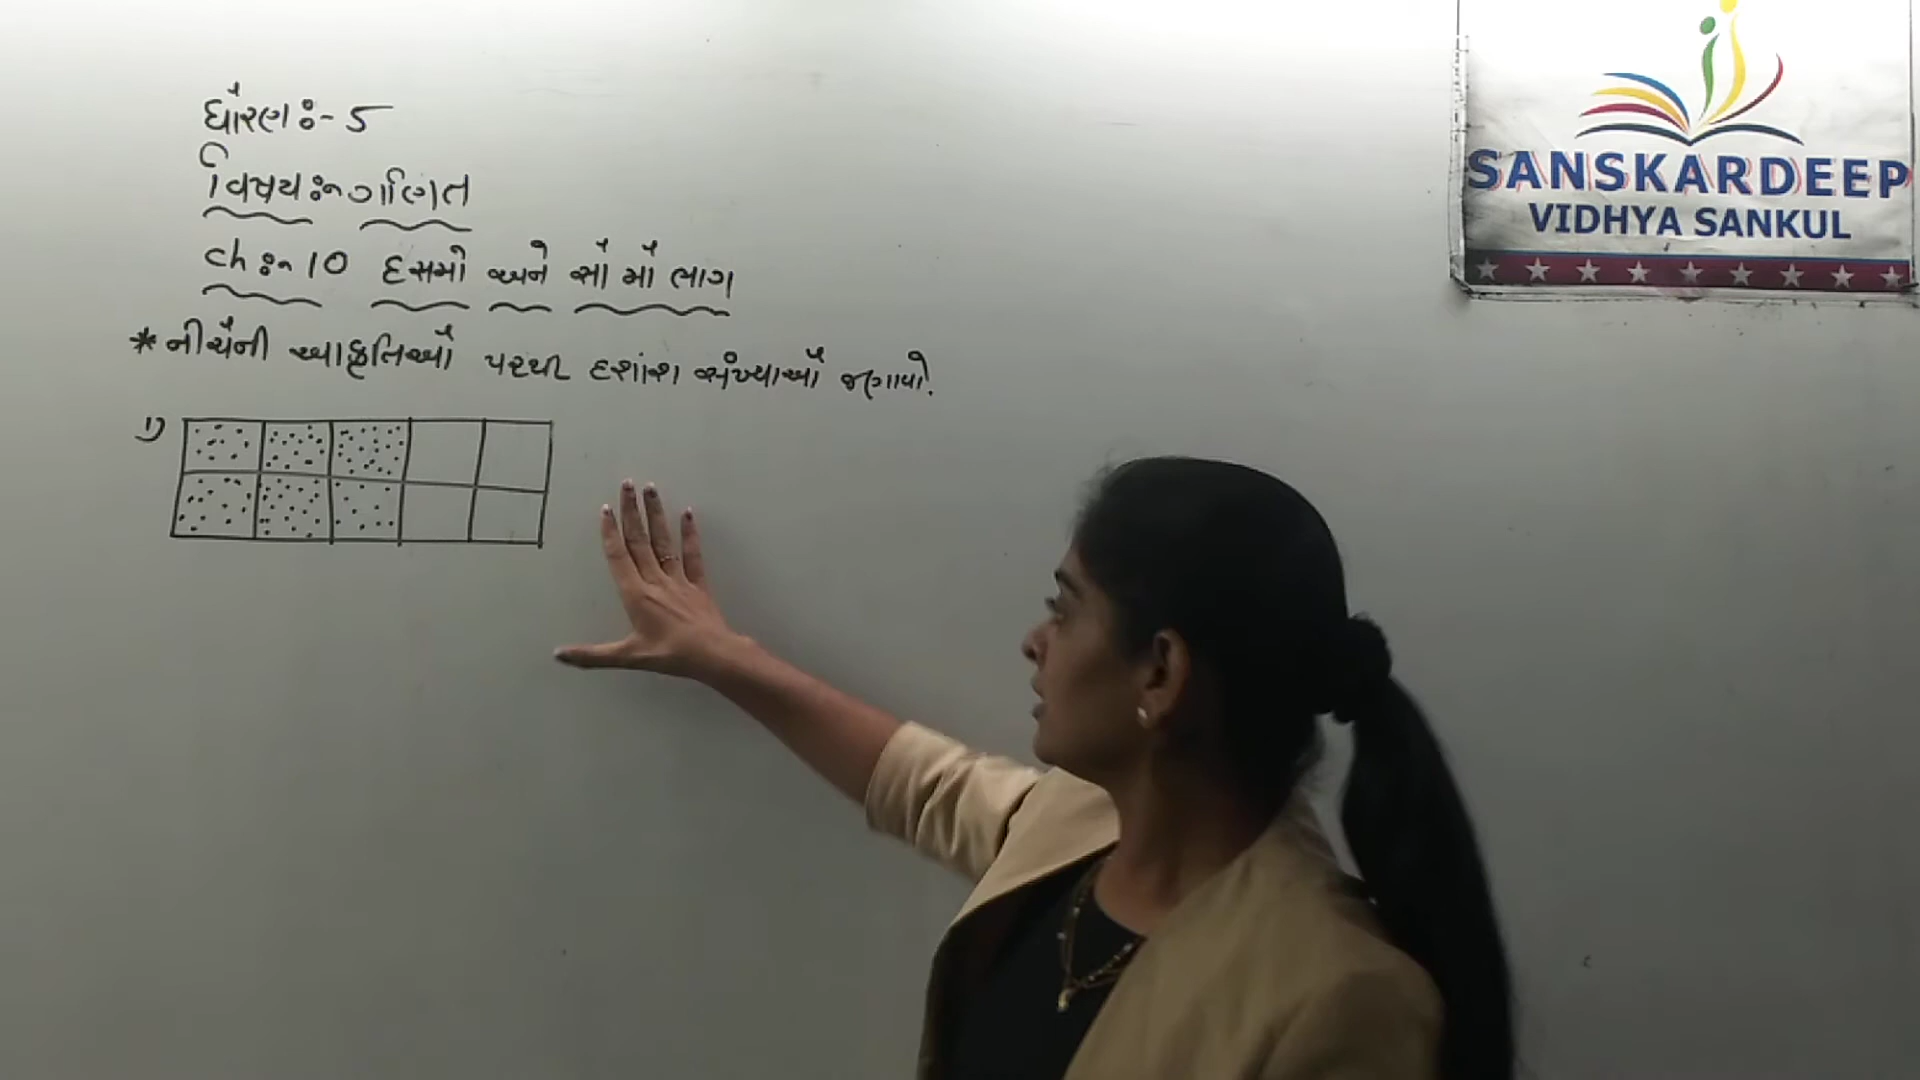 ધોરણ :- 5
વિષય :- ગણિત
ch :- 10 દસમો અને સો મો ભાગ
* નીચેની આકૃતિઓ પરથી દશાંશ સંખ્યાઓ જણાવો.
1)
SANSKARDEEP
VIDHYA SANKUL